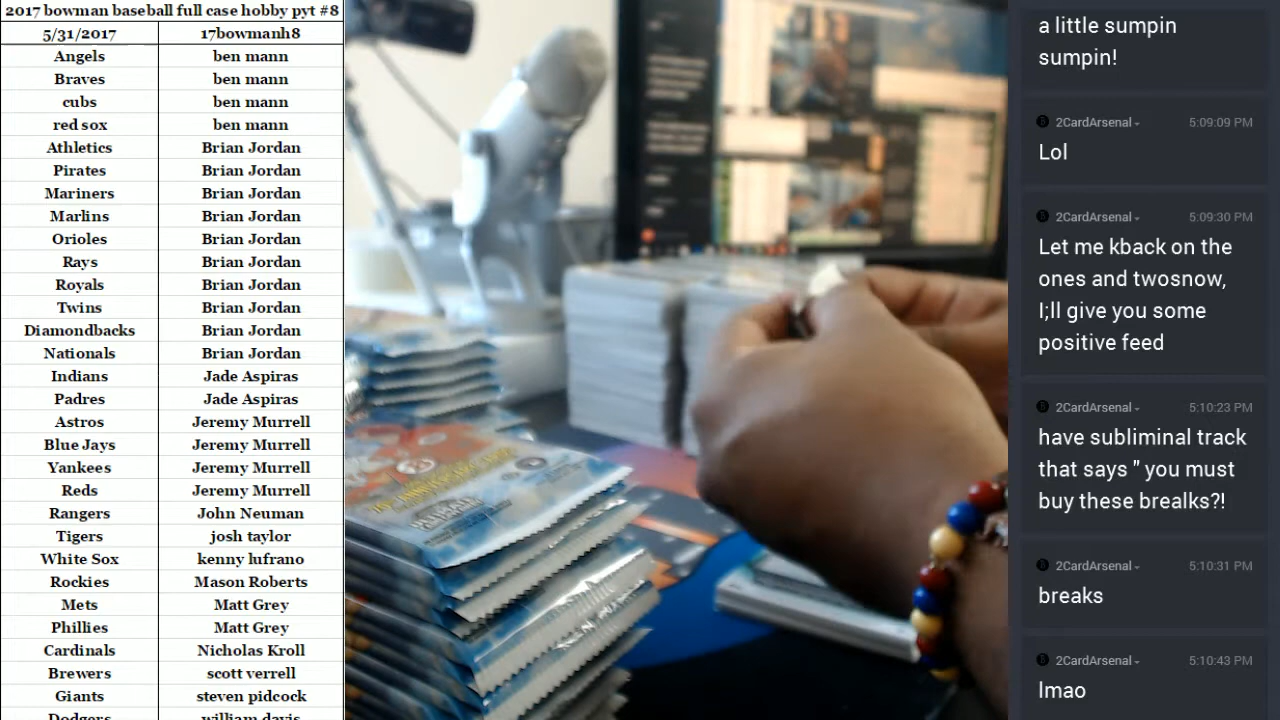 2017 bowman baseball full case hobby pyt #8
5/31/2017 17bowmanh8
Angels ben mann
Braves ben mann
cubs ben mann
red sox ben mann
Athletics Brian Jordan
Pirates Brian Jordan
Mariners Brian Jordan
Marlins Brian Jordan
Orioles Brian Jordan
Rays Brian Jordan
Royals Brian Jordan
Twins Brian Jordan
Diamondbacks Brian Jordan
Nationals Brian Jordan
Indians Jade Aspiras
Padres Jade Aspiras
Astros Jeremy Murrell
Blue Jays Jeremy Murrell
Yankees Jeremy Murrell
Reds Jeremy Murrell
Rangers John Neuman
Tigers josh taylor
White Sox kenny lufrano
Rockies Mason Roberts
Mets Matt Grey
Phillies Matt Grey
Cardinals Nicholas Kroll
Brewers scott verrell
Giants steven pidcock
Dodgers william davis
a little sumpin
sumpin!
2CardArsenal 5:09:09 PM
Lol
2CardArsenal 5:09:30 PM
Let me kback on the
ones and twosnow,
I;ll give you some
positive feed
2CardArsenal 5:10:23 PM
have subliminal track
that says " you must
buy these brealks?!
2CardArsenal 5:10:31 PM
breaks
2CardArsenal 5:10:43 PM
lmao